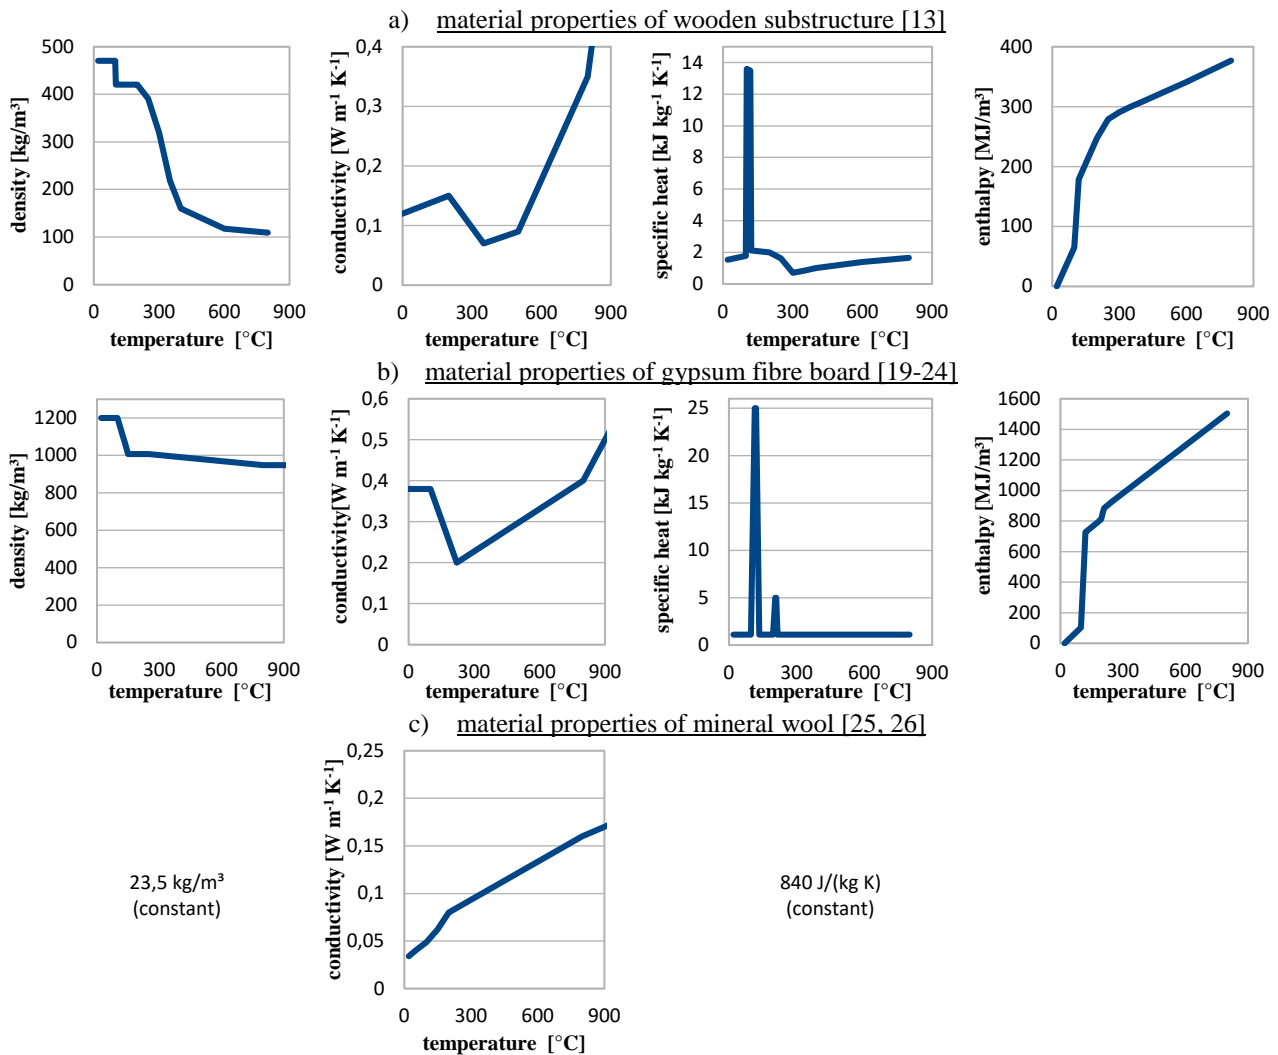 a) material properties of wooden substructure [13]
density [kg/m³]
500
400
300
200
100
0
0 300 600 900
temperature [°C]
conductivity [W m-1 K-1]
0,4
0,3
0,2
0,1
0
0 300 600 900
temperature [°C]
specific heat [kJ kg-1 K-1]
14
12
10
8
6
4
2
0
0 300 600 900
temperature [°C]
enthalpy [MJ/m³]
400
300
200
100
0
0 300 600 900
temperature [°C]
b) material properties of gypsum fibre board [19-24]
density [kg/m³]
1200
1000
800
600
400
200
0
0 300 600 900
temperature [°C]
conductivity[W m-1 K-1]
0,6
0,5
0,4
0,3
0,2
0,1
0
0 300 600 900
temperature [°C]
specific heat [kJ kg-1 K-1]
25
20
15
10
5
0
0 300 600 900
temperature [°C]
enthalpy [MJ/m³]
1600
1400
1200
1000
800
600
400
200
0
0 300 600 900
temperature [°C]
c) material properties of mineral wool [25, 26]
23,5 kg/m³
(constant)
conductivity [W m-1 K-1]
0,25
0,2
0,15
0,1
0,05
0
0 300 600 900
temperature [°C]
840 J/(kg K)
(constant)